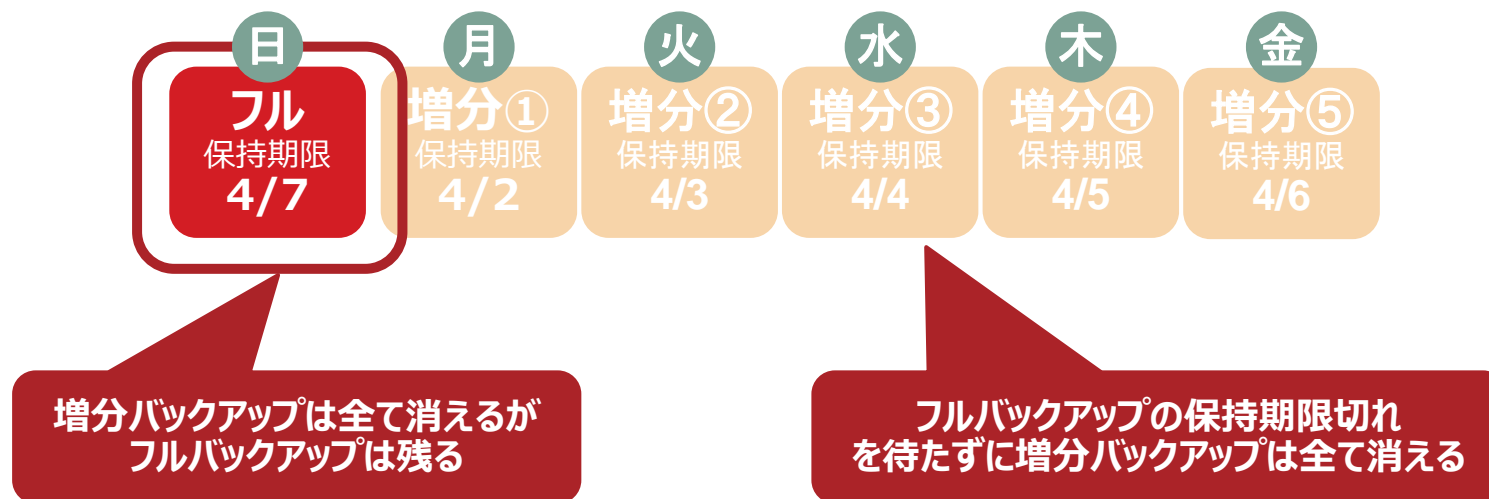 日
月
火
水
木
金
フル
保持期限
4/7
増分①
保持期限
4/2
増分②
保持期限
4/3
増分③
保持期限
4/4
増分④
保持期限
4/5
増分⑤
保持期限
4/6
増分バックアップは全て消えるが
フルバックアップは残る
フルバックアップの保持期限切れ
を待たずに増分バックアップは全て消える